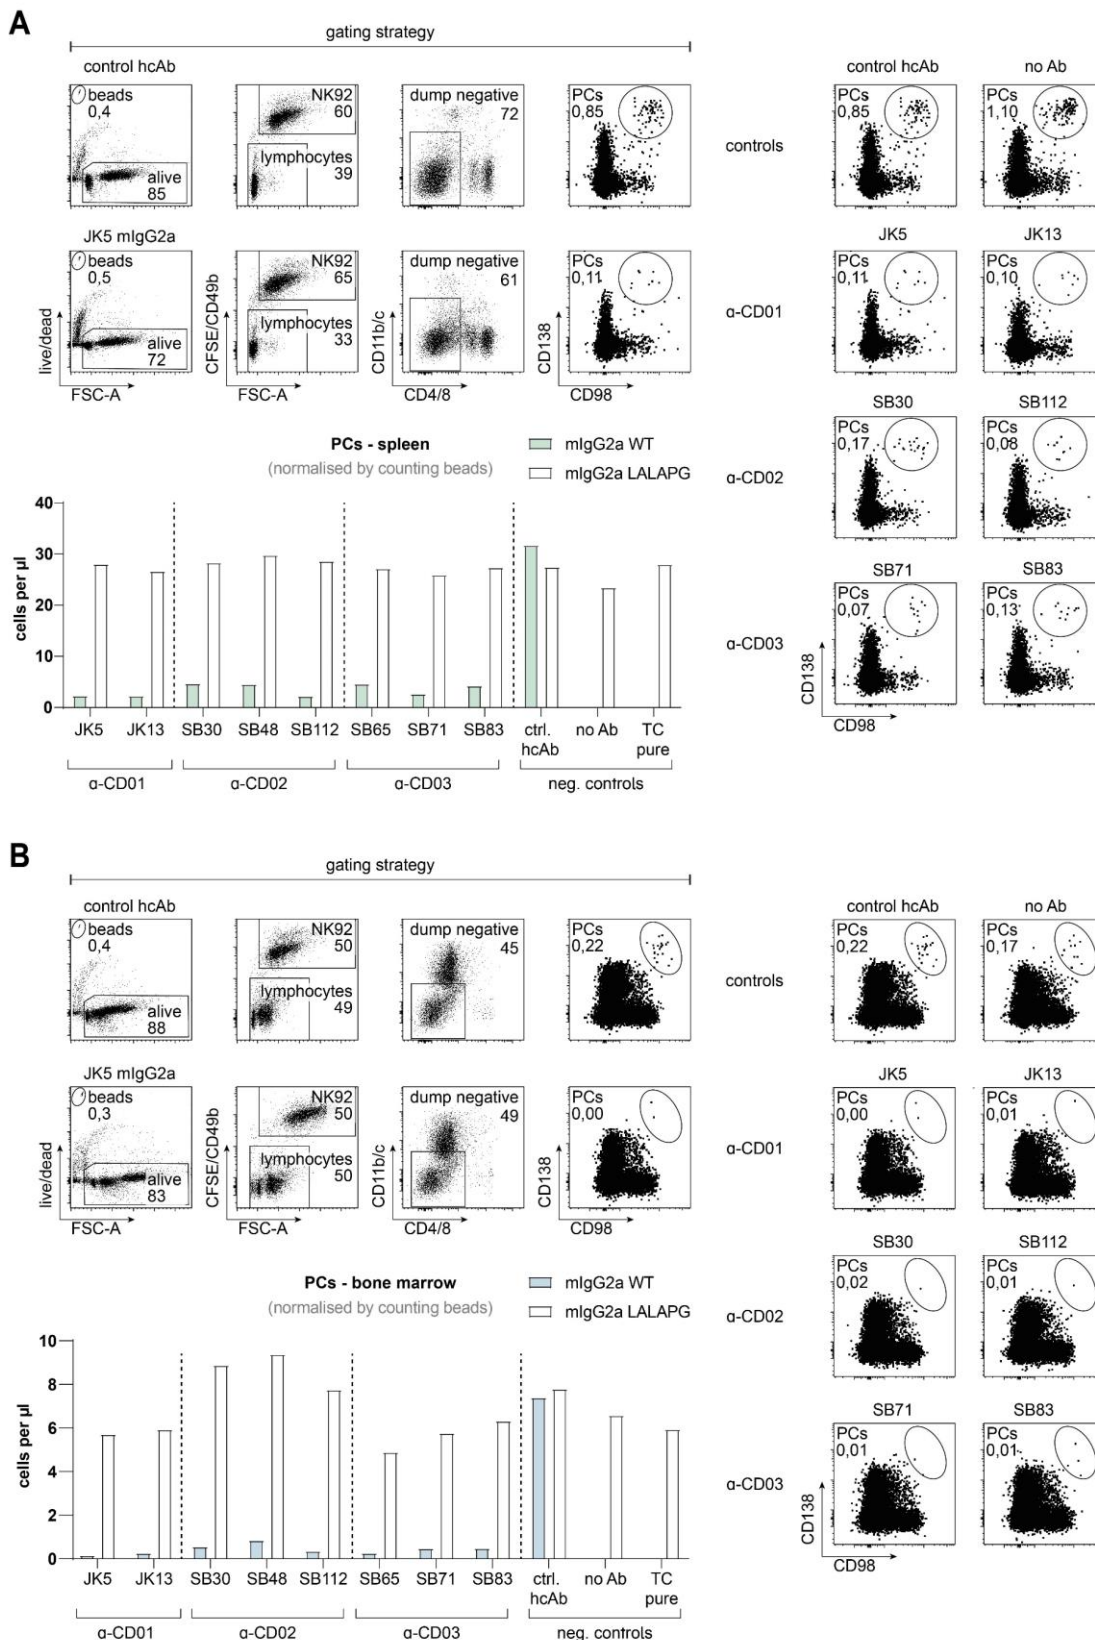 A
gating strategy
control hcAb
beads
0,4
alive
85
NK92
60
lymphocytes
39
dump negative
72
PCs
0,85
JK5 mIgG2a
beads
0,5
alive
72
NK92
65
lymphocytes
33
dump negative
61
PCs
0,11
live/dead
FSC-A
CFSE/CD49b
FSC-A
CD11b/c
CD4/8
CD138
CD98
control hcAb
no Ab
controls
PCs
0,85
PCs
1,10
JK5
JK13
α-CD01
PCs
0,11
PCs
0,10
SB30
SB112
α-CD02
PCs
0,17
PCs
0,08
SB71
SB83
α-CD03
PCs
0,07
PCs
0,13
CD138
CD98
PCs - spleen
(normalised by counting beads)
mIgG2a WT
mIgG2a LALAPG
cells per µl
40
30
20
10
0
JK5 JK13 SB30 SB48 SB112 SB65 SB71 SB83 ctrl. hcAb no Ab TC pure
α-CD01 α-CD02 α-CD03 neg. controls
B
gating strategy
control hcAb
beads
0,4
alive
88
NK92
50
lymphocytes
49
dump negative
45
PCs
0,22
JK5 mIgG2a
beads
0,3
alive
83
NK92
50
lymphocytes
50
dump negative
49
PCs
0,00
live/dead
FSC-A
CFSE/CD49b
FSC-A
CD11b/c
CD4/8
CD138
CD98
control hcAb
no Ab
controls
PCs
0,22
PCs
0,17
JK5
JK13
α-CD01
PCs
0,00
PCs
0,01
SB30
SB112
α-CD02
PCs
0,02
PCs
0,01
SB71
SB83
α-CD03
PCs
0,01
PCs
0,01
CD138
CD98
PCs - bone marrow
(normalised by counting beads)
mIgG2a WT
mIgG2a LALAPG
cells per µl
10
8
6
4
2
0
JK5 JK13 SB30 SB48 SB112 SB65 SB71 SB83 ctrl. hcAb no Ab TC pure
α-CD01 α-CD02 α-CD03 neg. controls